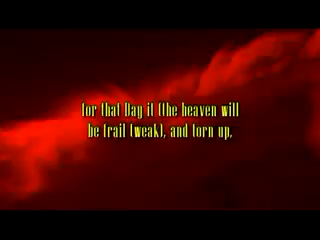 for that Day it (the heaven will
be frail (weak), and torn up,